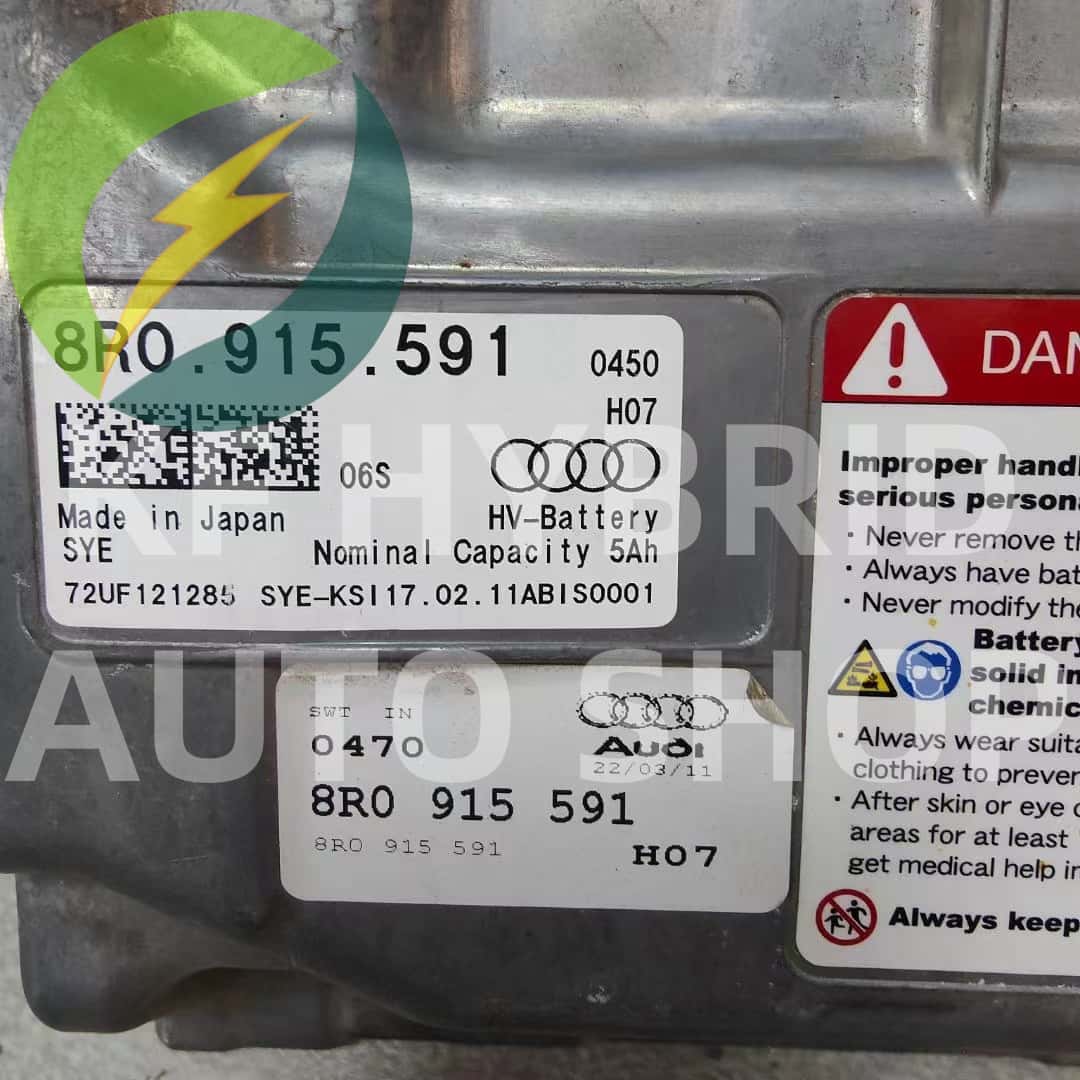 8R0.915.591 0450
H07
06S
Made in Japan HV-Battery
SYE Nominal Capacity 5Ah
72UF121285 SYE-KSI17.02.11ABIS0001
SWT IN
0470 Audi
22/03/11
8R0 915 591
8R0 915 591 H07
DAN
Improper handl
serious persona
· Never remove th
· Always have bat
· Never modify the
Battery
solid in
chemic
· Always wear suita
clothing to preven
· After skin or eye c
areas for at least
get medical help in
Always keep
KF HYBRID
AUTO SHOP